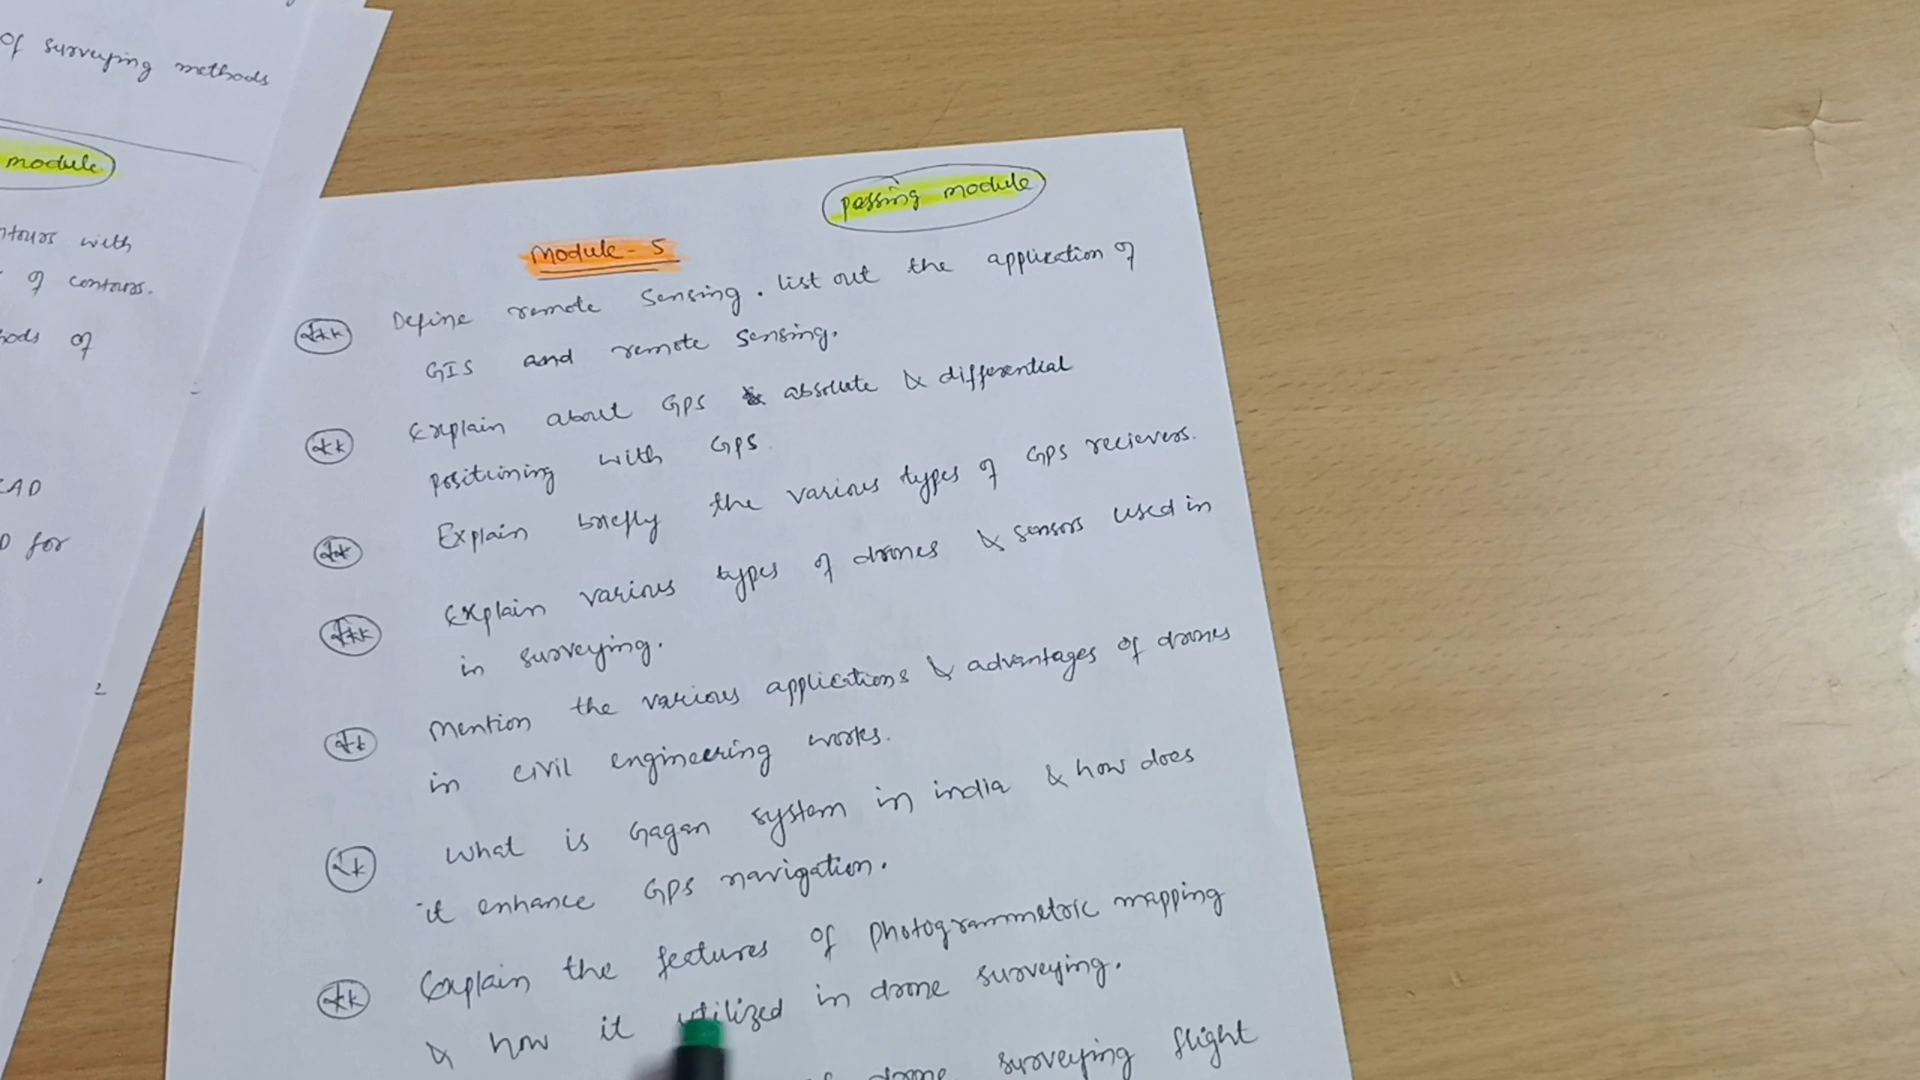 of surveying methods
module
with
of contours.
of
for
passing module
Module - 5
Define remote sensing. list out the application of
GIS and remote sensing.
Explain about GPS & absolute & differential
positioning with GPS.
Explain briefly the various types of GPS recievers.
Explain various types of drones & sensors used in
in surveying.
Mention the various applications & advantages of drones
in civil engineering works.
What is Gagan system in india & how does
it enhance GPS navigation.
Explain the features of photogrammetric mapping
& how it utilized in drone surveying.
drone surveying flight